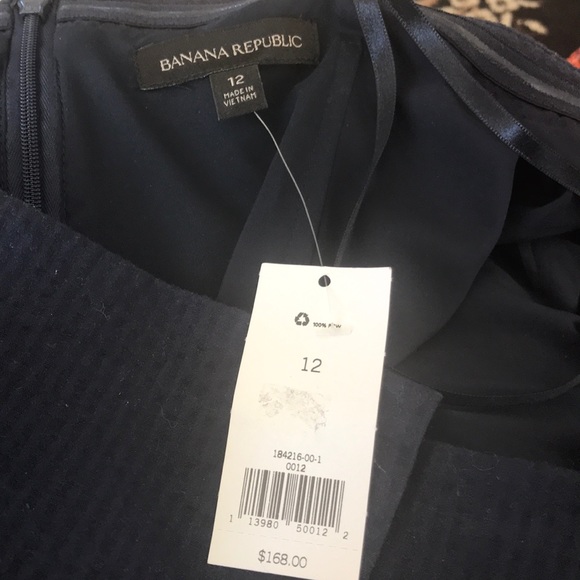 BANANA REPUBLIC
12
MADE IN
VIETNAM
100%
12
184216-00-1
0012
1 13980 50012 2
$168.00